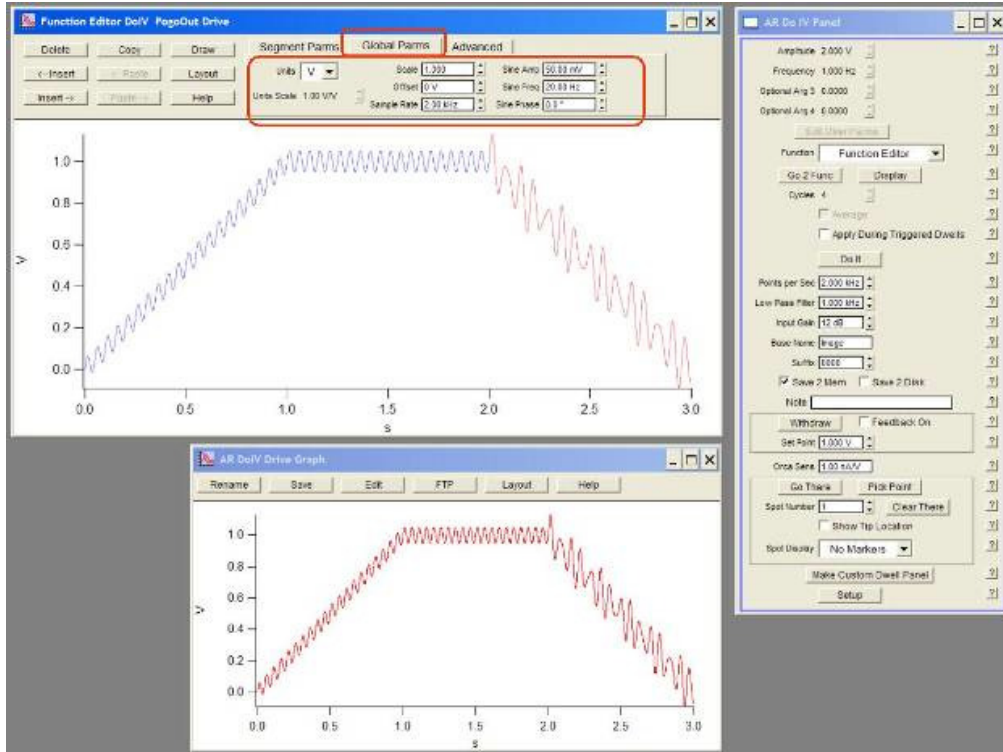 Function Editor DoIV PogoOut Drive
Delete Copy Draw
<-Insert <- Paste Layout
Insert -> Paste -> Help
Segment Parms Global Parms Advanced
Units V
Units Scale 1.00 V/V
Scale 1.000
Offset 0 V
Sample Rate 2.00 kHz
Sine Amp 50.00 mV
Sine Freq 20.00 Hz
Sine Phase 0.0 °
V
1.0
0.8
0.6
0.4
0.2
0.0
0.0 0.5 1.0 1.5 2.0 2.5 3.0
s
AR DoIV Drive Graph
Rename Save Edit FTP Layout Help
V
1.0
0.8
0.6
0.4
0.2
0.0
0.0 0.5 1.0 1.5 2.0 2.5 3.0
s
AR Do IV Panel
Amplitude 2.000 V ?
Frequency 1.000 Hz ?
Optional Arg 3 0.0000 ?
Optional Arg 4 0.0000 ?
Edit User Parms ?
Function Function Editor ?
Go 2 Func Display ?
Cycles 4 ?
Average ?
Apply During Triggered Dwells ?
Do It ?
Points per Sec 2.000 kHz ?
Low Pass Filter 1.000 kHz ?
Input Gain 12 dB ?
Base Name Image ?
Suffix 0000 ?
Save 2 Mem Save 2 Disk ?
Note ?
Withdraw Feedback On ?
Set Point 1.000 V ?
Orca Sens 1.00 nA/V ?
Go There Pick Point ?
Spot Number 1 Clear There ?
Show Tip Location ?
Spot Display No Markers ?
Make Custom Dwell Panel ?
Setup ?